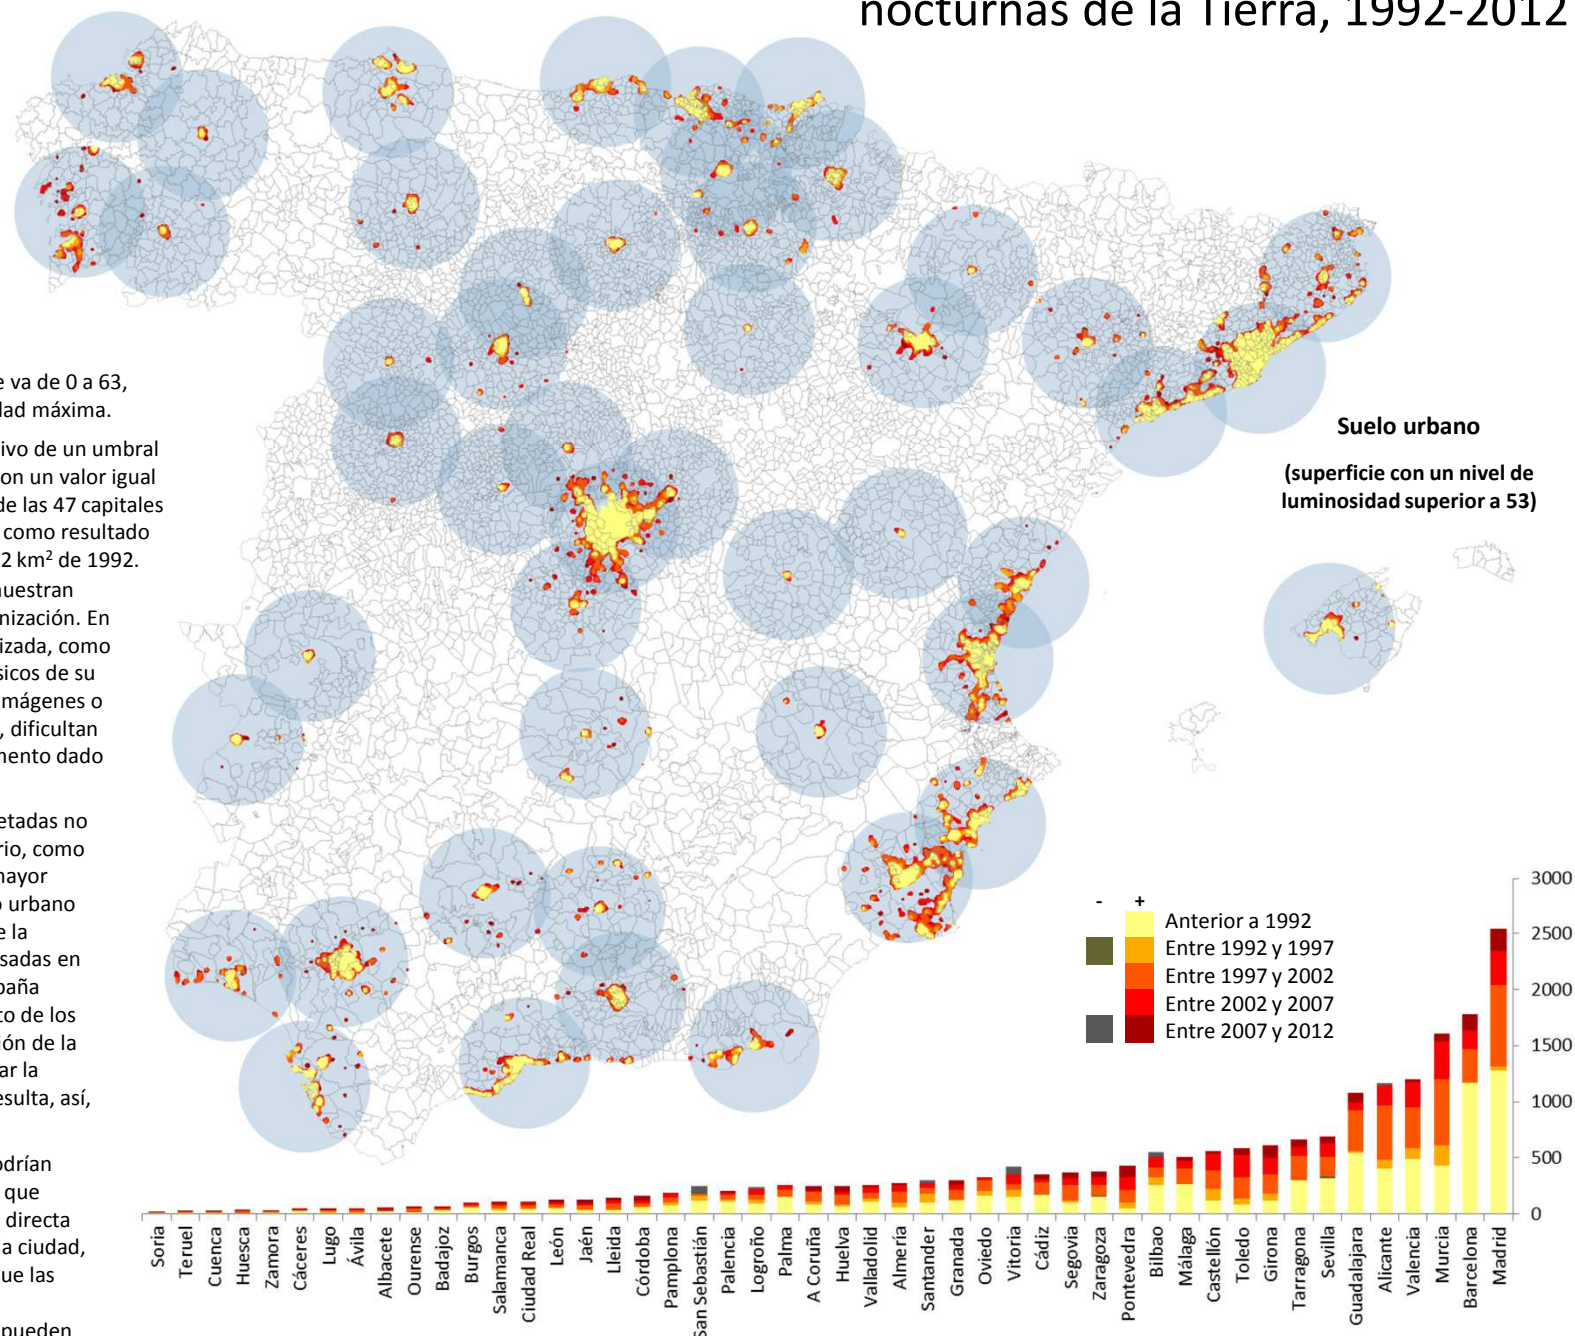 nocturnas de la Tierra, 1992-2012
e va de 0 a 63,
dad máxima.
tivo de un umbral
on un valor igual
de las 47 capitales
como resultado
2 km² de 1992.
nuestran
nización. En
izada, como
sicos de su
imágenes o
, dificultan
mento dado
etadas no
rio, como
mayor
o urbano
e la
sadas en
paña
to de los
ión de la
ar la
esulta, así,
odrían
que
directa
a ciudad,
ue las
pueden
Suelo urbano
(superficie con un nivel de
luminosidad superior a 53)
- +
Anterior a 1992
Entre 1992 y 1997
Entre 1997 y 2002
Entre 2002 y 2007
Entre 2007 y 2012
3000
2500
2000
1500
1000
500
0
Soria
Teruel
Cuenca
Huesca
Zamora
Cáceres
Lugo
Ávila
Albacete
Ourense
Badajoz
Burgos
Salamanca
Ciudad Real
León
Jaén
Lleida
Córdoba
Pamplona
San Sebastián
Palencia
Logroño
Palma
A Coruña
Huelva
Valladolid
Almería
Santander
Granada
Oviedo
Vitoria
Cádiz
Segovia
Zaragoza
Pontevedra
Bilbao
Málaga
Castellón
Toledo
Girona
Tarragona
Sevilla
Guadalajara
Alicante
Valencia
Murcia
Barcelona
Madrid